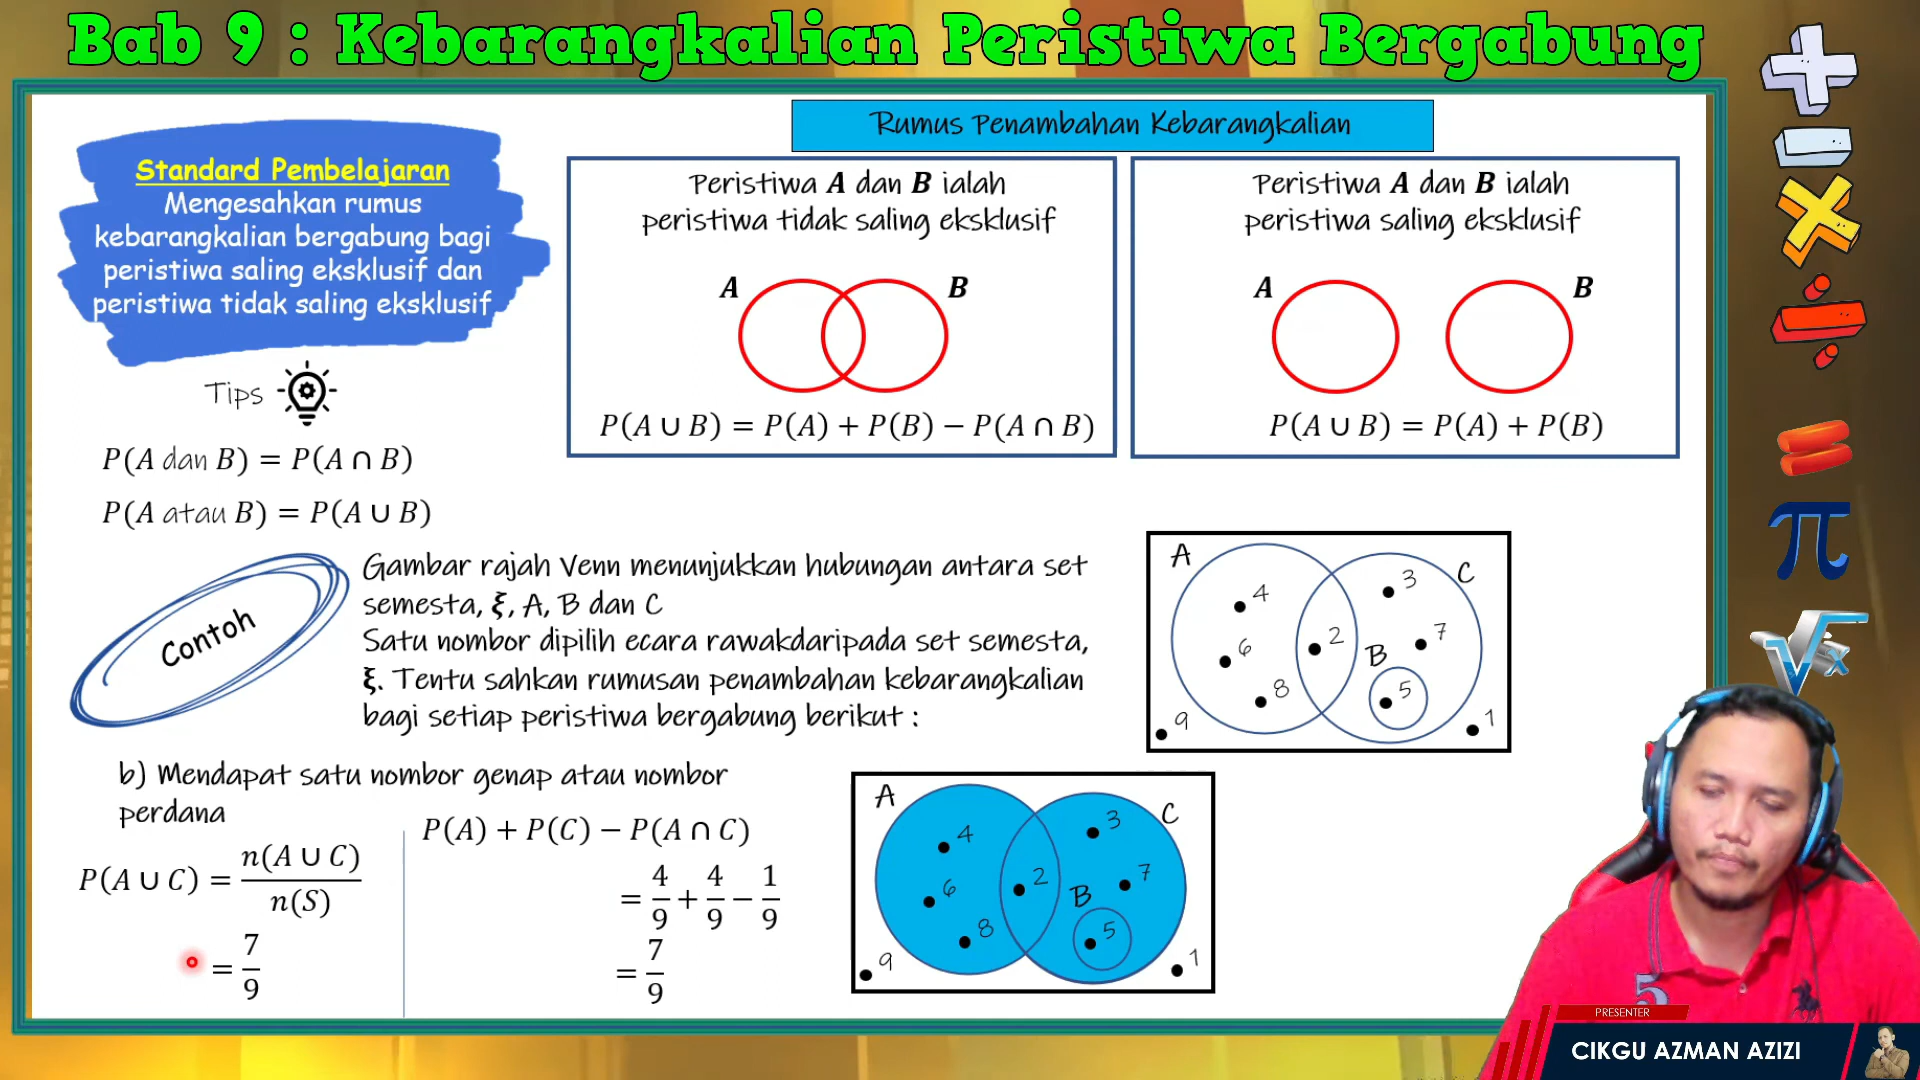 Bab 9 : Kebarangkalian Peristiwa Bergabung
Standard Pembelajaran
Mengesahkan rumus
kebarangkalian bergabung bagi
peristiwa saling eksklusif dan
peristiwa tidak saling eksklusif
Tips
P(A dan B) = P(A ∩ B)
P(A atau B) = P(A ∪ B)
Rumus Penambahan Kebarangkalian
Peristiwa A dan B ialah
peristiwa tidak saling eksklusif
A B
P(A ∪ B) = P(A) + P(B) − P(A ∩ B)
Peristiwa A dan B ialah
peristiwa saling eksklusif
A B
P(A ∪ B) = P(A) + P(B)
Contoh
Gambar rajah Venn menunjukkan hubungan antara set
semesta, ξ, A, B dan C
Satu nombor dipilih ecara rawakdaripada set semesta,
ξ. Tentu sahkan rumusan penambahan kebarangkalian
bagi setiap peristiwa bergabung berikut :
A 4 6 8 2 3 C 7 B 5 9 1
b) Mendapat satu nombor genap atau nombor
perdana
P(A ∪ C) = n(A ∪ C)/n(S)
= 7/9
P(A) + P(C) − P(A ∩ C)
= 4/9 + 4/9 − 1/9
= 7/9
A 4 6 8 2 3 C 7 B 5 9 1
5
PRESENTER
CIKGU AZMAN AZIZI